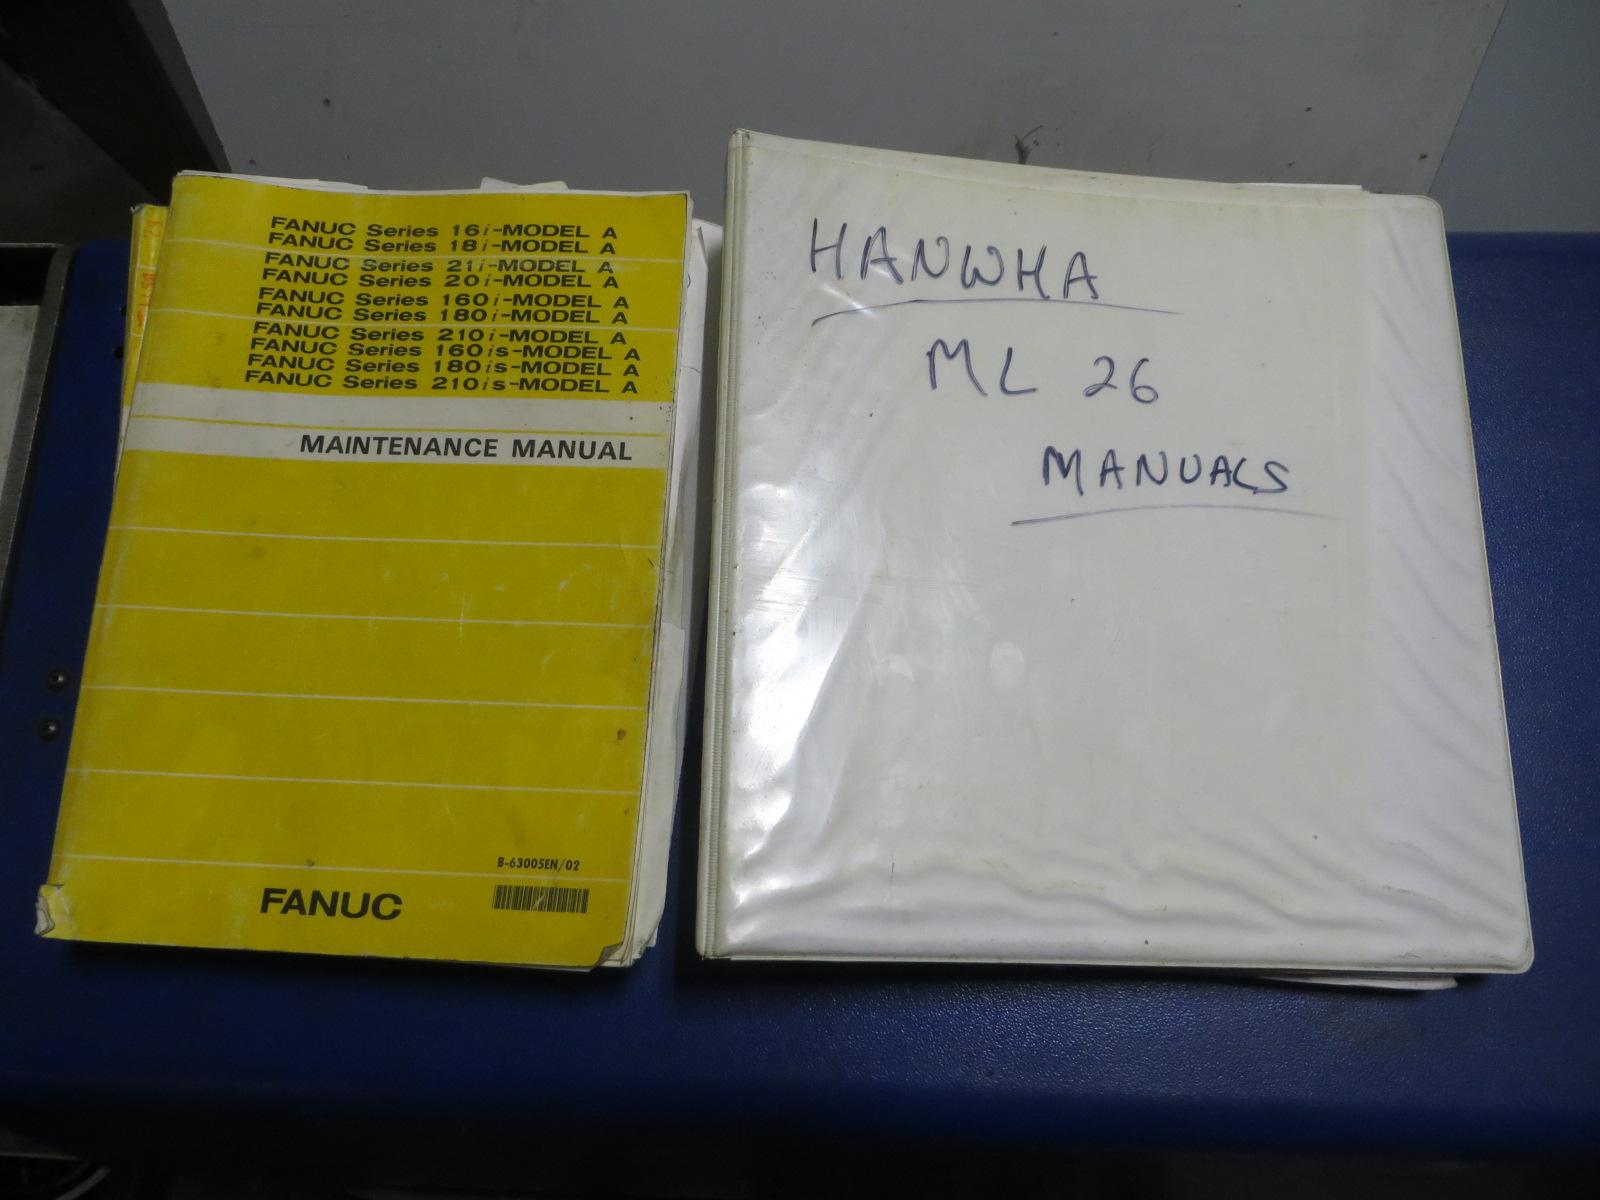 FANUC Series 16i-MODEL A
FANUC Series 18i-MODEL A
FANUC Series 21i-MODEL A
FANUC Series 20i-MODEL A
FANUC Series 160i-MODEL A
FANUC Series 180i-MODEL A
FANUC Series 210i-MODEL A
FANUC Series 160is-MODEL A
FANUC Series 180is-MODEL A
FANUC Series 210is-MODEL A
MAINTENANCE MANUAL
B-63005EN/02
FANUC
HANWHA
ML 26
MANUALS